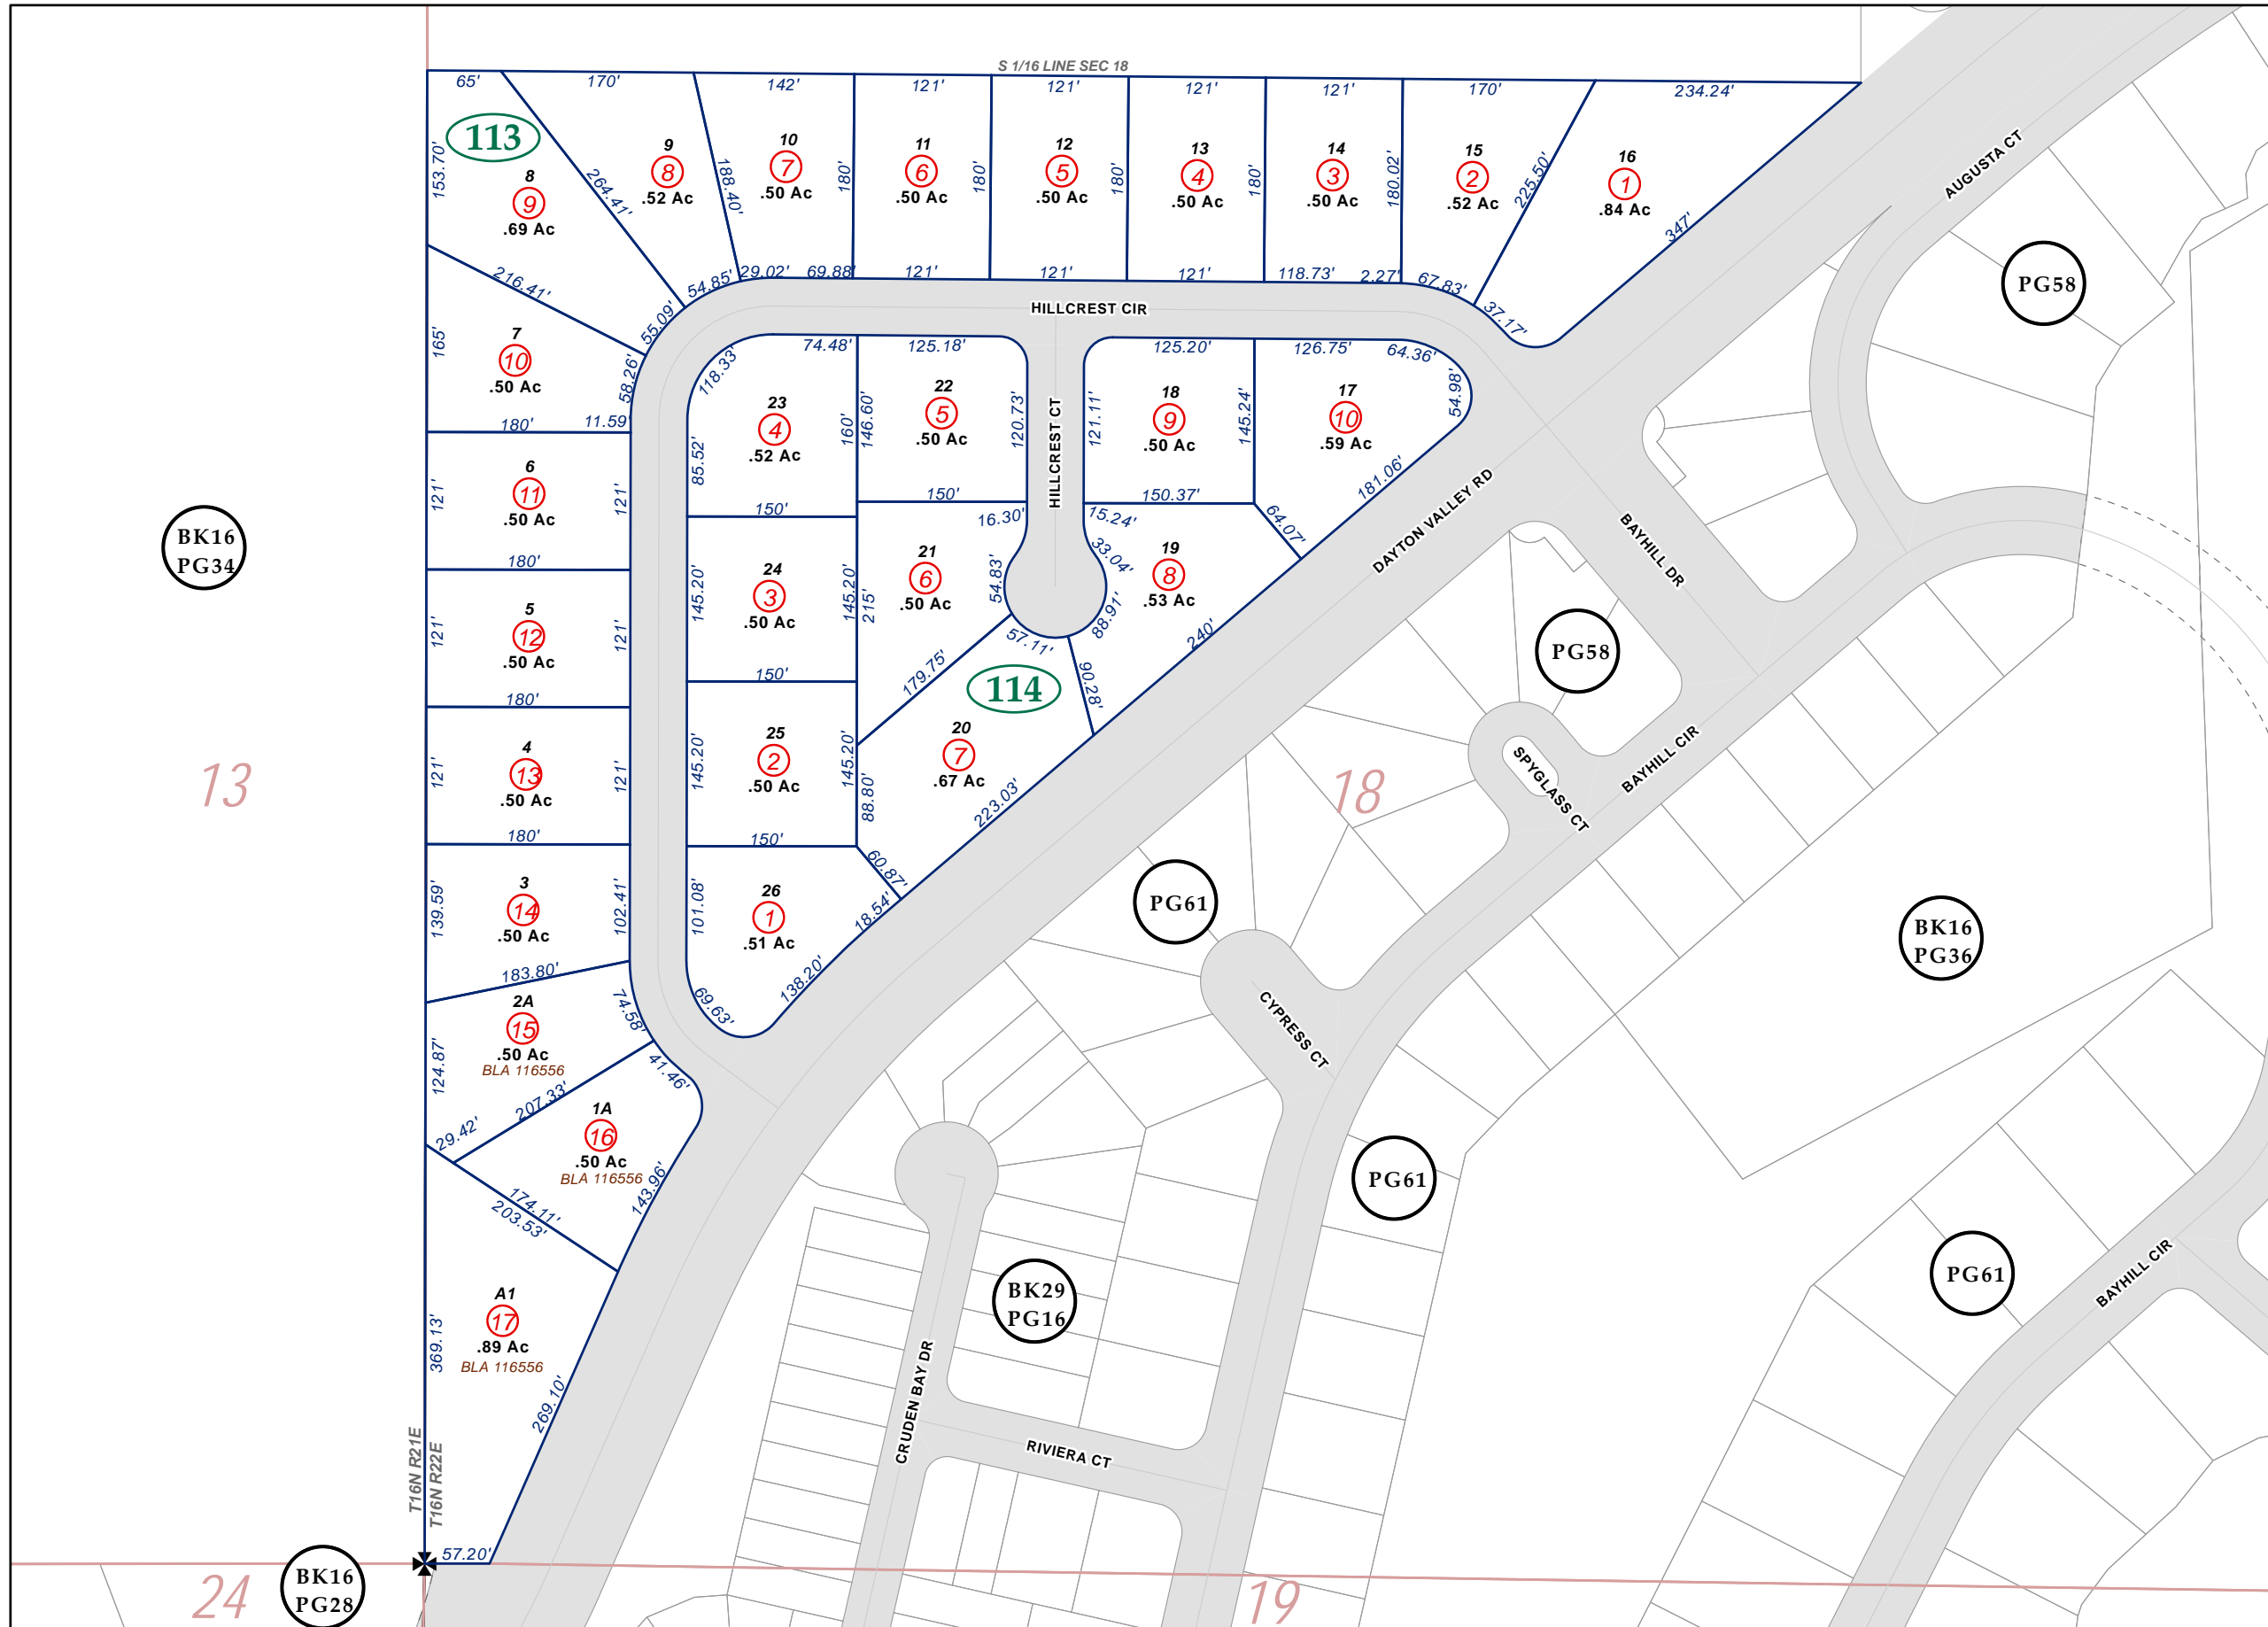 S 1/16 LINE SEC 18
65'
170'
142'
121'
121'
121'
121'
170'
234.24'
113
153.70'
8
9
.69 Ac
264.41'
9
8
.52 Ac
188.40'
10
7
.50 Ac
180'
11
6
.50 Ac
180'
12
5
.50 Ac
180'
13
4
.50 Ac
180'
14
3
.50 Ac
180.02'
15
2
.52 Ac
225.50'
16
1
.84 Ac
347'
AUGUSTA CT
PG58
216.41'
55.09'
54.85'
29.02'
69.88'
121'
121'
121'
118.73'
2.27'
67.83'
37.17'
HILLCREST CIR
165'
7
10
.50 Ac
58.26'
180'
11.59'
118.33'
74.48'
125.18'
125.20'
126.75'
64.36'
54.98'
23
4
.52 Ac
85.52'
160'
146.60'
22
5
.50 Ac
120.73'
HILLCREST CT
121.11'
18
9
.50 Ac
145.24'
17
10
.59 Ac
181.06'
DAYTON VALLEY RD
BAYHILL DR
121'
6
11
.50 Ac
121'
180'
150'
150'
150.37'
16.30'
15.24'
64.07'
BK16
PG34
121'
5
12
.50 Ac
121'
180'
145.20'
24
3
.50 Ac
145.20'
215'
21
6
.50 Ac
54.83'
33.04'
19
8
.53 Ac
88.91'
57.11'
240'
90.28'
PG58
150'
179.75'
114
121'
4
13
.50 Ac
121'
180'
145.20'
25
2
.50 Ac
145.20'
88.80'
20
7
.67 Ac
223.03'
13
18
SPYGLASS CT
BAYHILL CIR
150'
60.87'
139.59'
3
14
.50 Ac
102.41'
183.80'
101.08'
26
1
.51 Ac
18.54'
138.20'
69.63'
PG61
BK16
PG36
CYPRESS CT
124.87'
2A
15
.50 Ac
BLA 116556
74.58'
41.46'
207.33'
29.42'
1A
16
.50 Ac
BLA 116556
143.96'
174.11'
203.53'
PG61
A1
17
.89 Ac
BLA 116556
369.13'
269.10'
BK29
PG16
PG61
BAYHILL CIR
CRUDEN BAY DR
RIVIERA CT
T16N R21E
T16N R22E
57.20'
24
BK16
PG28
19